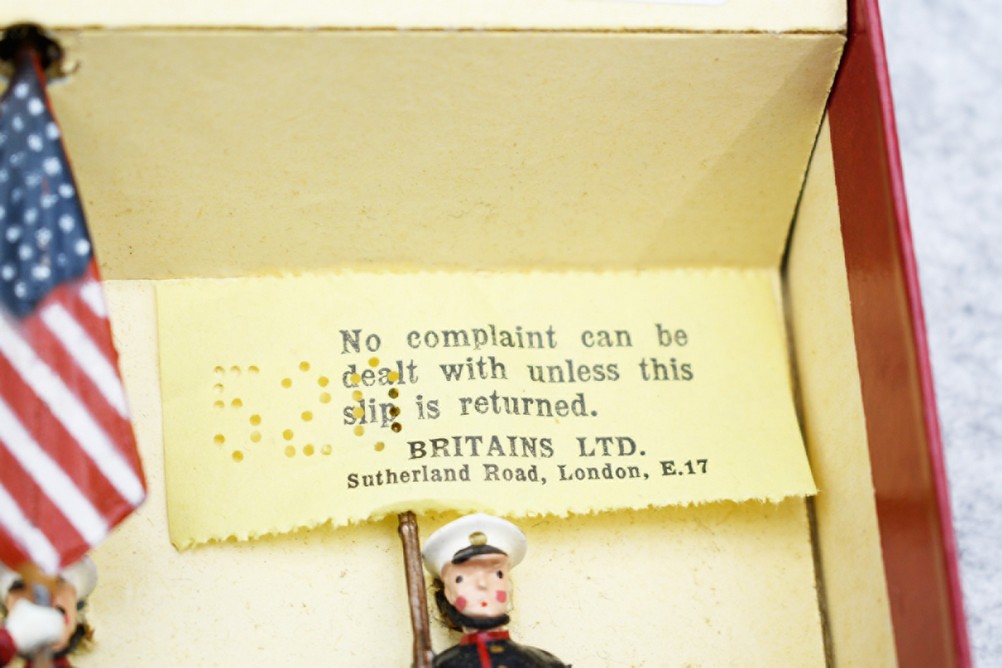 No complaint can be
dealt with unless this
slip is returned.
BRITAINS LTD.
Sutherland Road, London, E.17